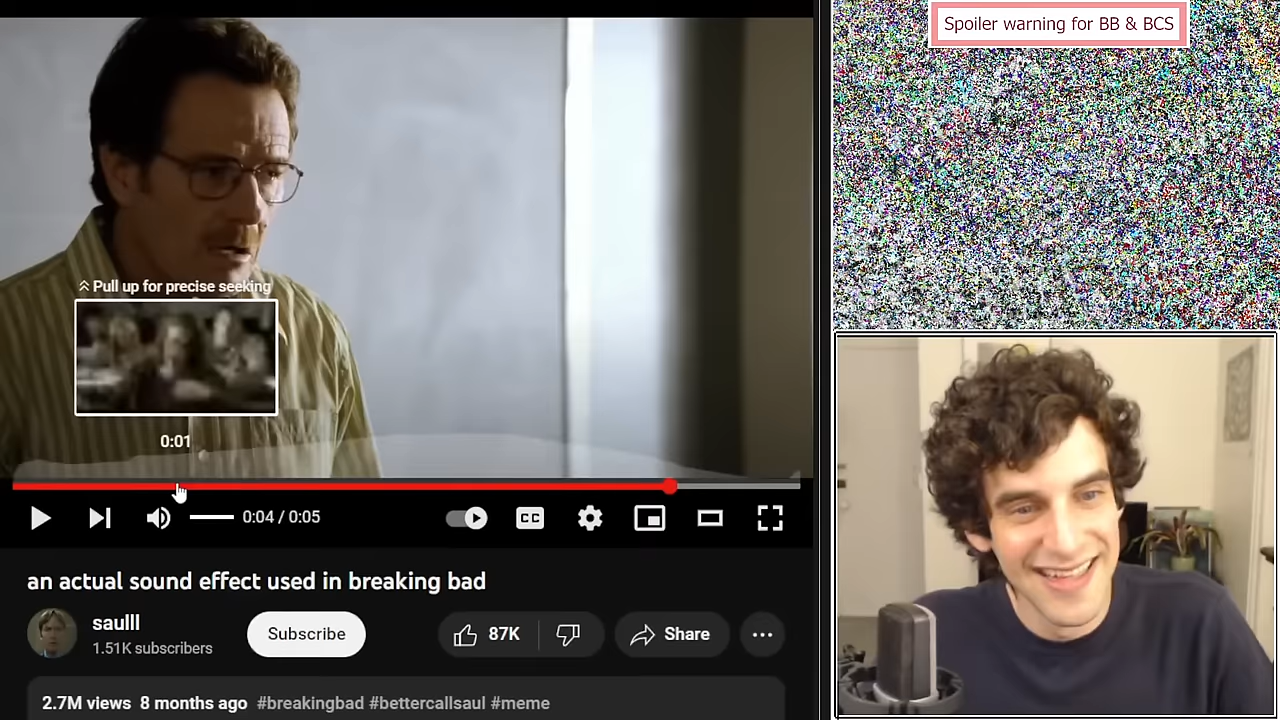 Spoiler warning for BB & BCS
Pull up for precise seeking
0:01
0:04 / 0:05
CC
an actual sound effect used in breaking bad
saulll
1.51K subscribers
Subscribe
87K
Share
2.7M views 8 months ago #breakingbad #bettercallsaul #meme